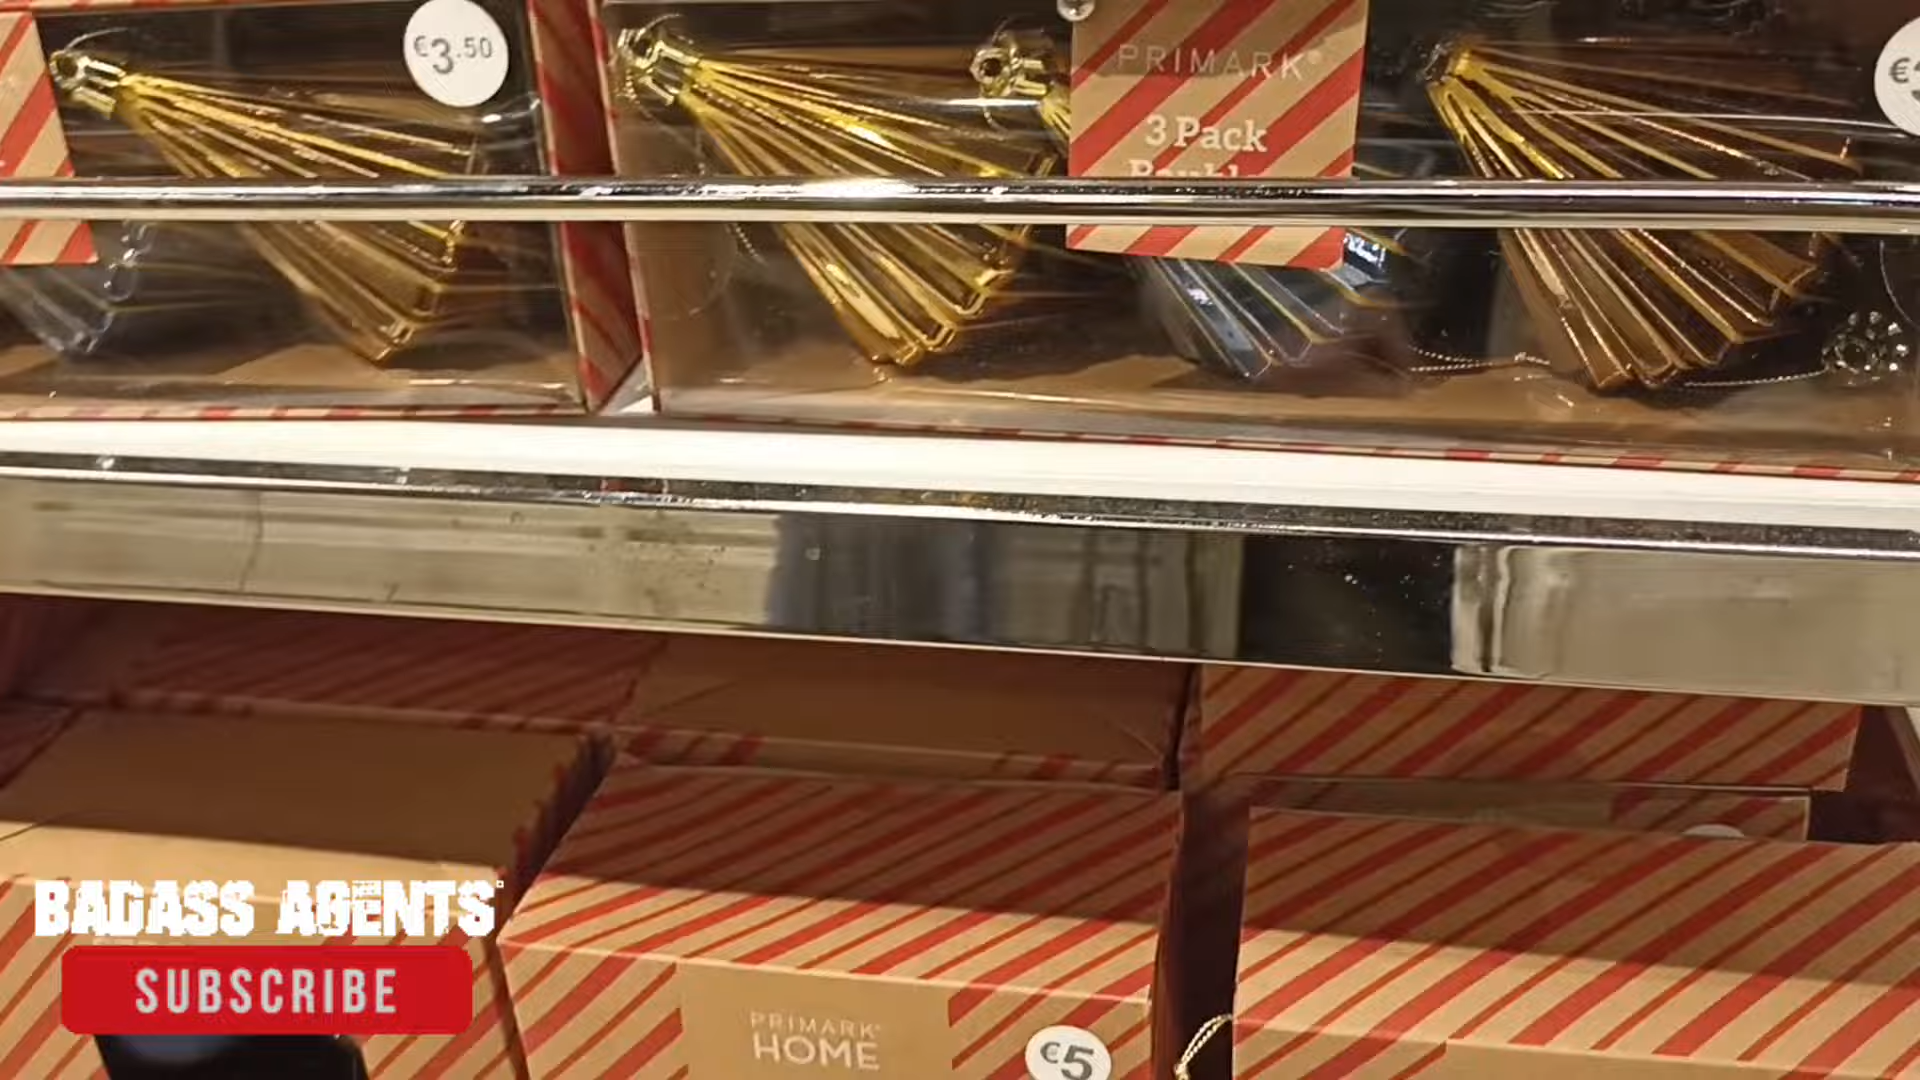 €3.50
PRIMARK®
3 Pack
€
BADASS AGENTS
SUBSCRIBE
PRIMARK®
HOME
€5